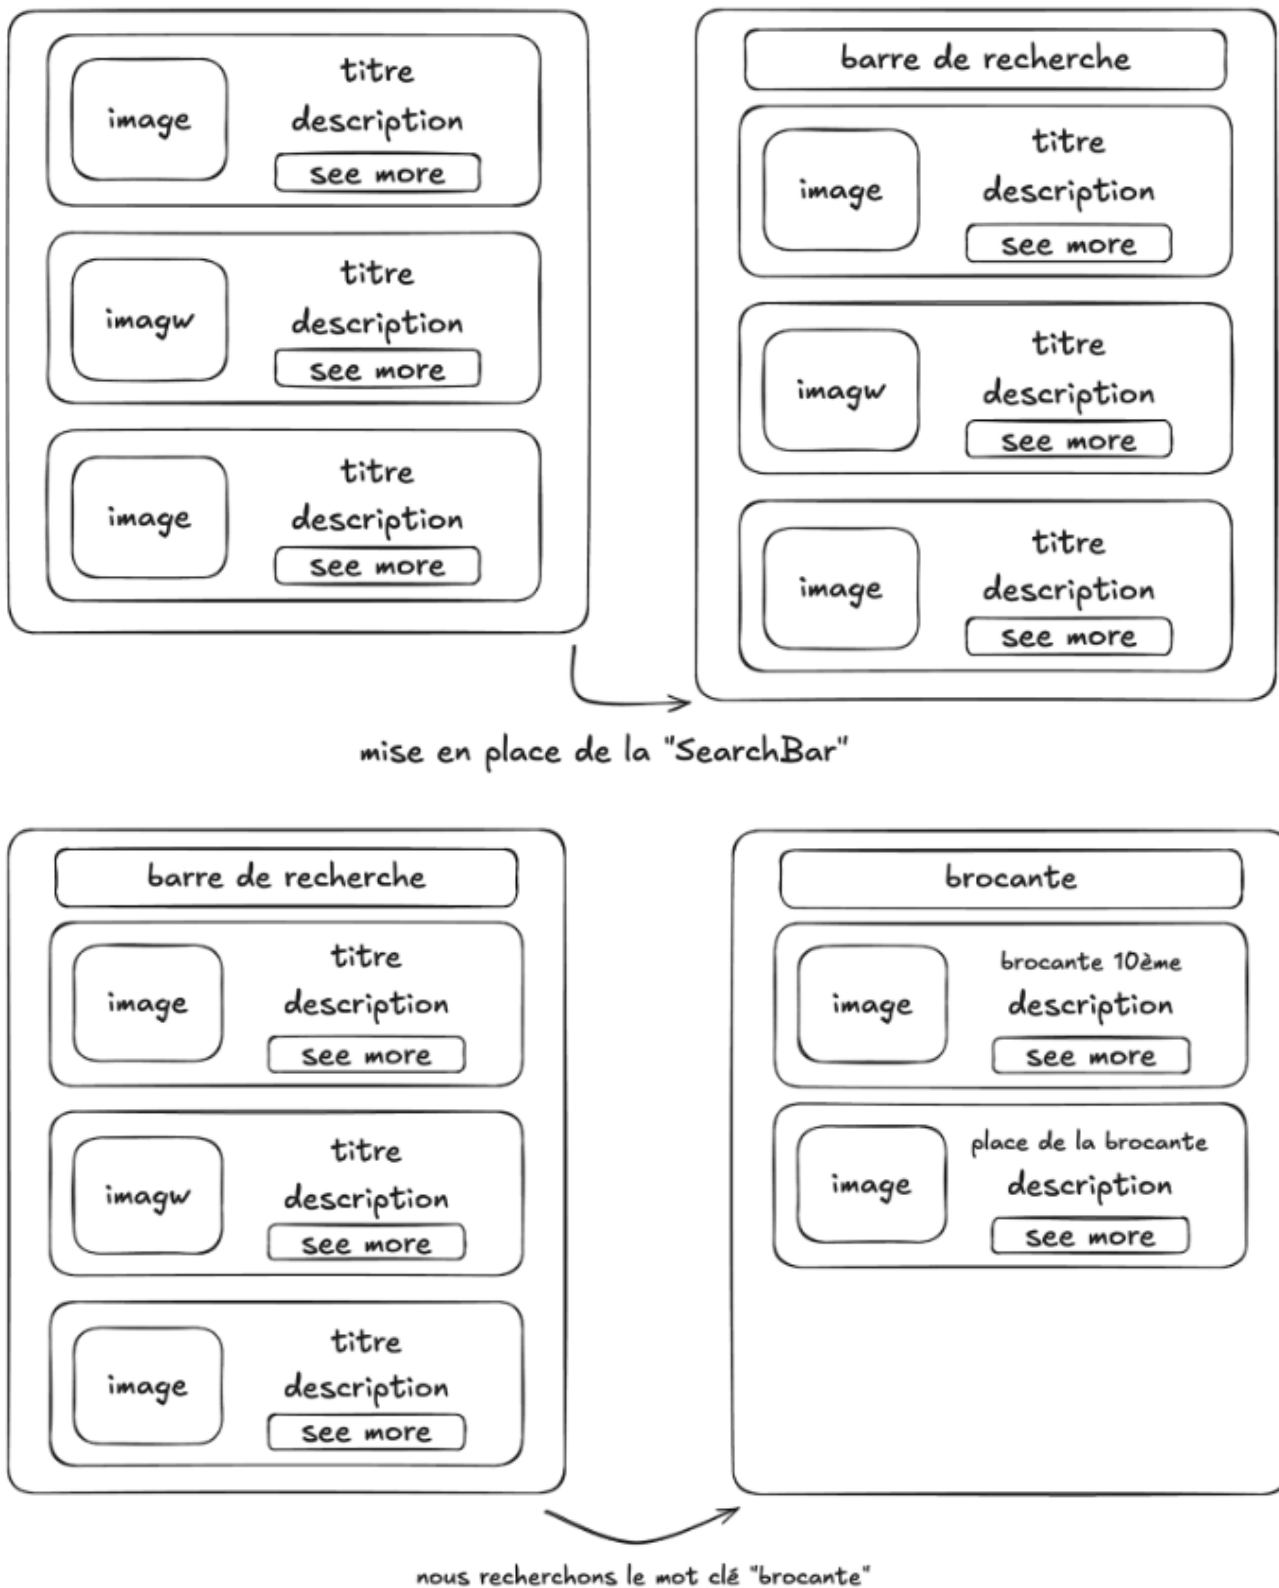 titre
image
description
see more
titre
imagw
description
see more
titre
image
description
see more
barre de recherche
titre
image
description
see more
titre
imagw
description
see more
titre
image
description
see more
mise en place de la "SearchBar"
barre de recherche
titre
image
description
see more
titre
imagw
description
see more
titre
image
description
see more
brocante
brocante 10ème
image
description
see more
place de la brocante
image
description
see more
nous recherchons le mot clé "brocante"